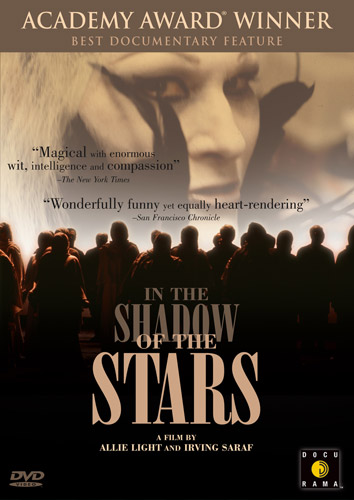 ACADEMY AWARD® WINNER
BEST DOCUMENTARY FEATURE
“Magical with enormous
wit, intelligence and compassion”
–The New York Times
“Wonderfully funny yet equally heart-rendering”
–San Francisco Chronicle
IN THE
SHADOW
OF THE
STARS
A FILM BY
ALLIE LIGHT AND IRVING SARAF
DVD
VIDEO
DOCU
RAMA™